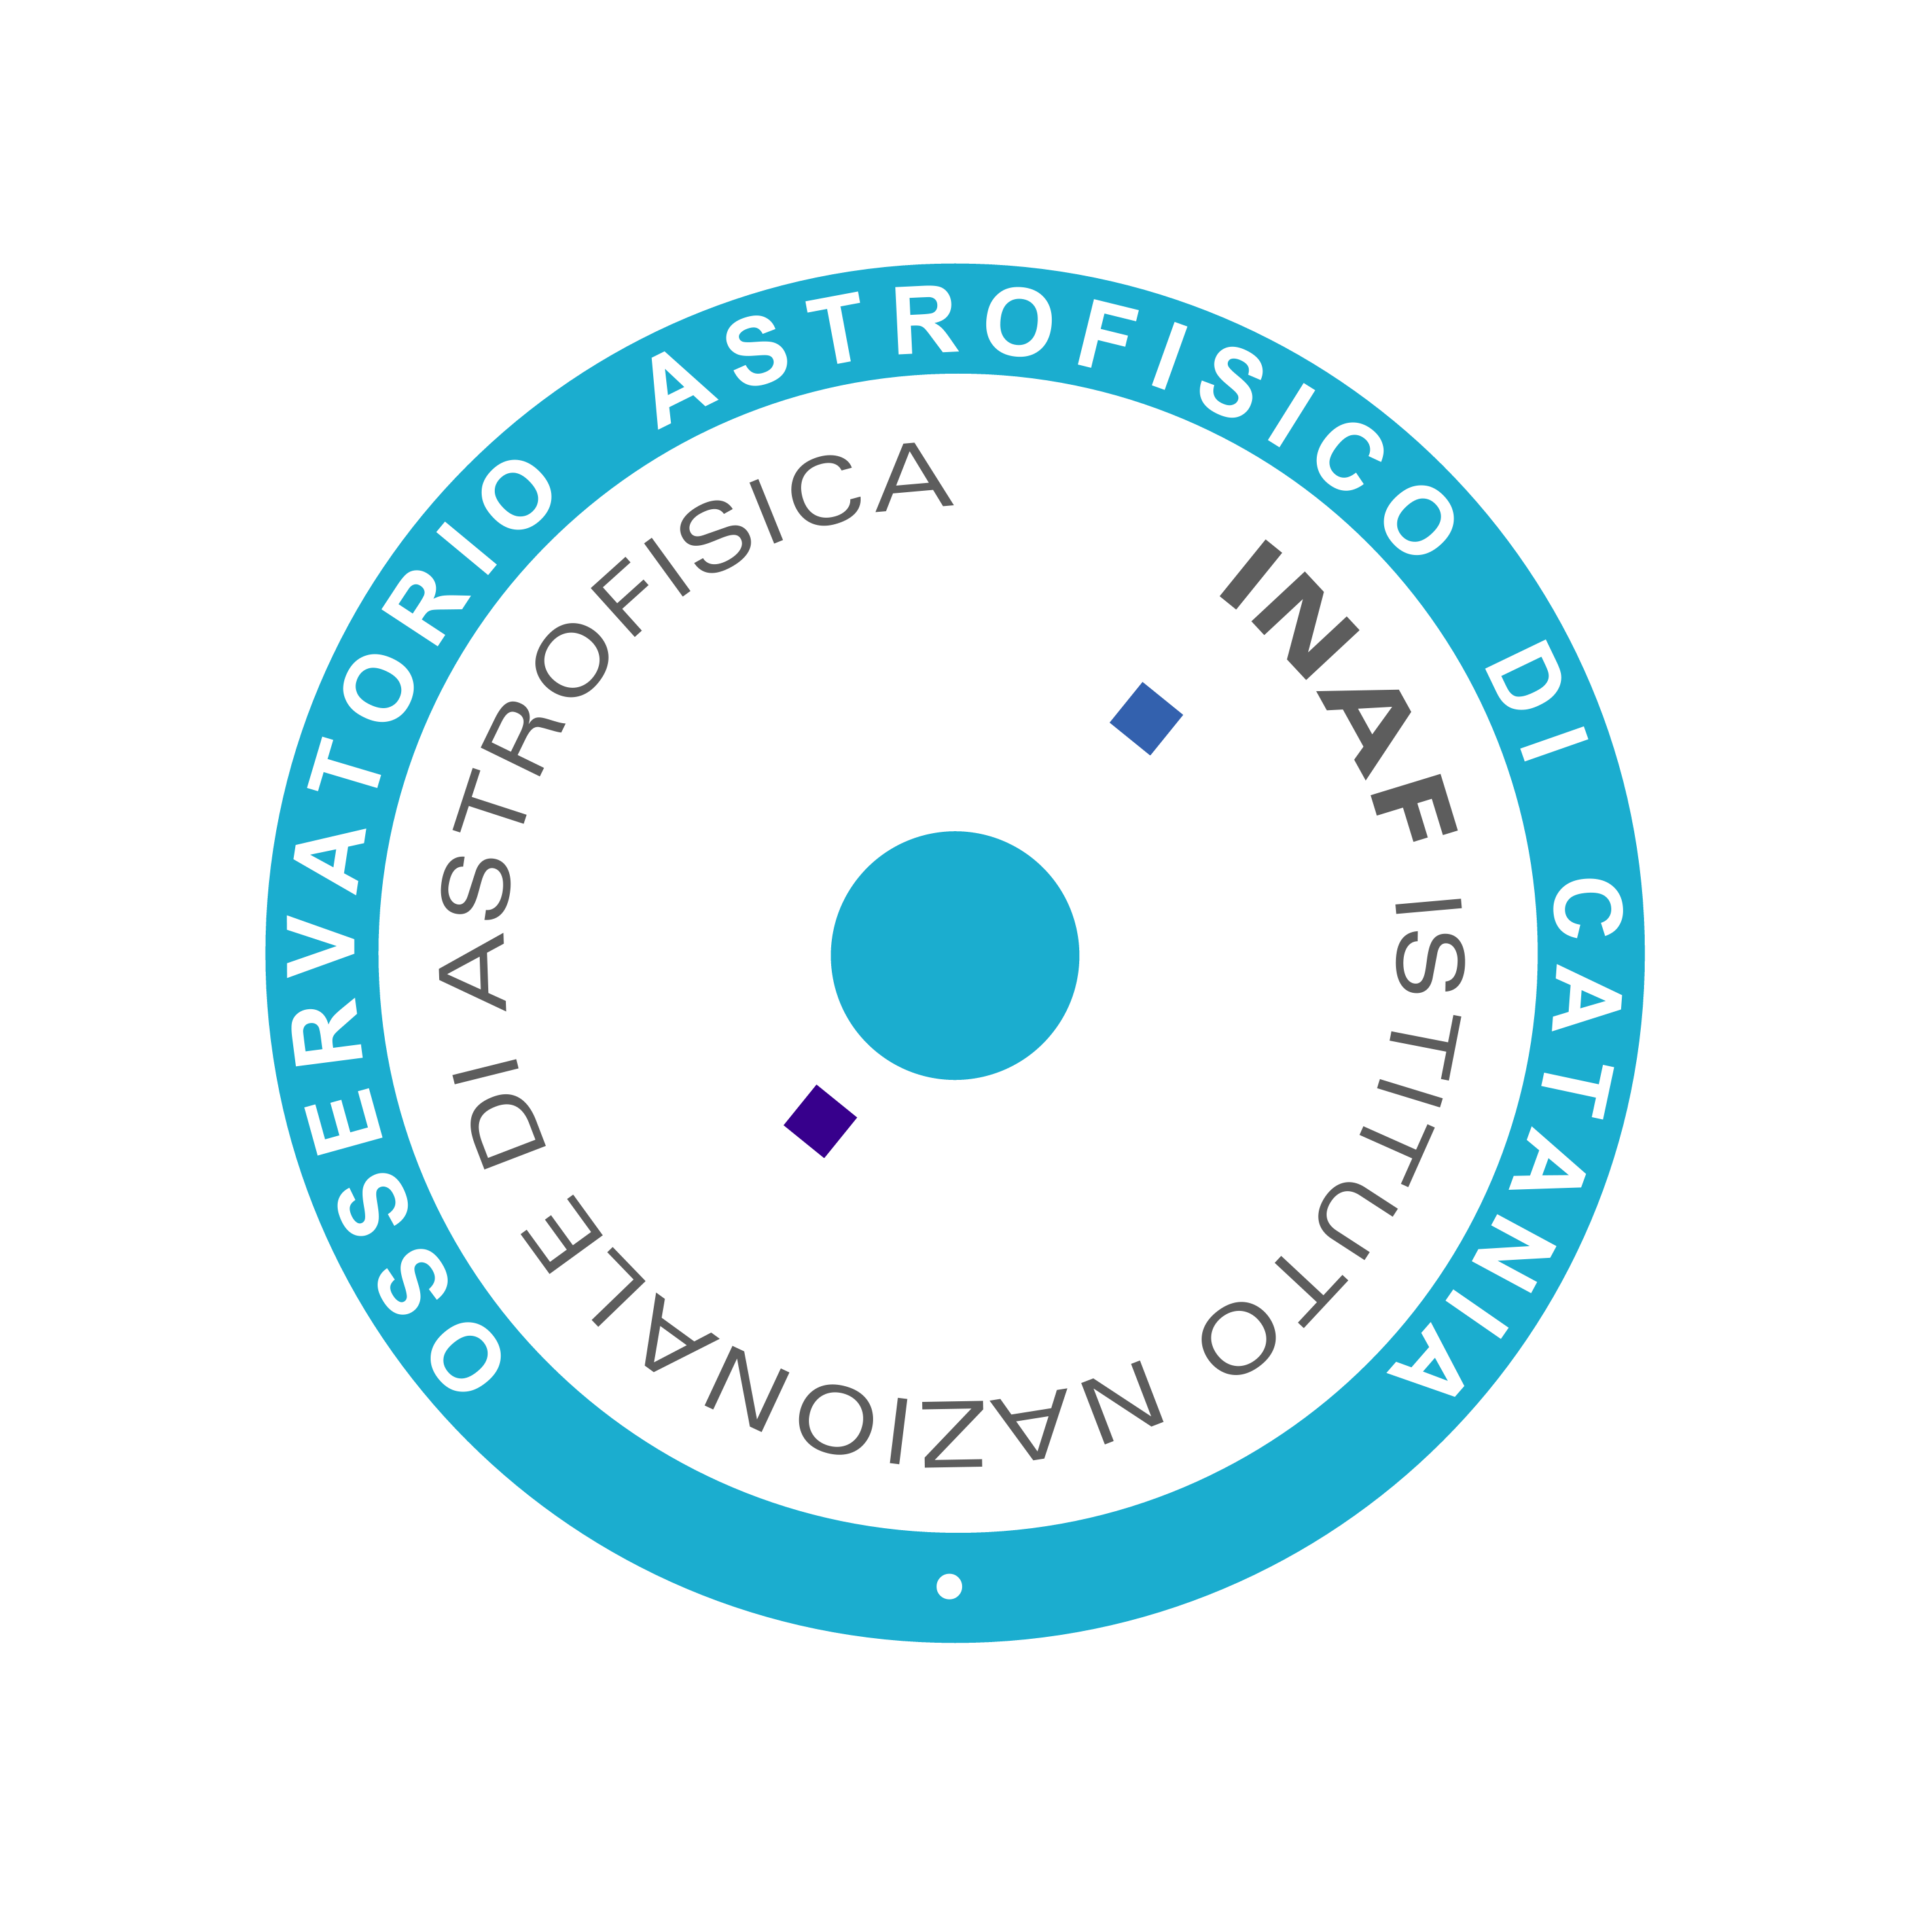 OSSERVATORIO ASTROFISICO DI CATANIA
INAF ISTITUTO NAZIONALE DI ASTROFISICA